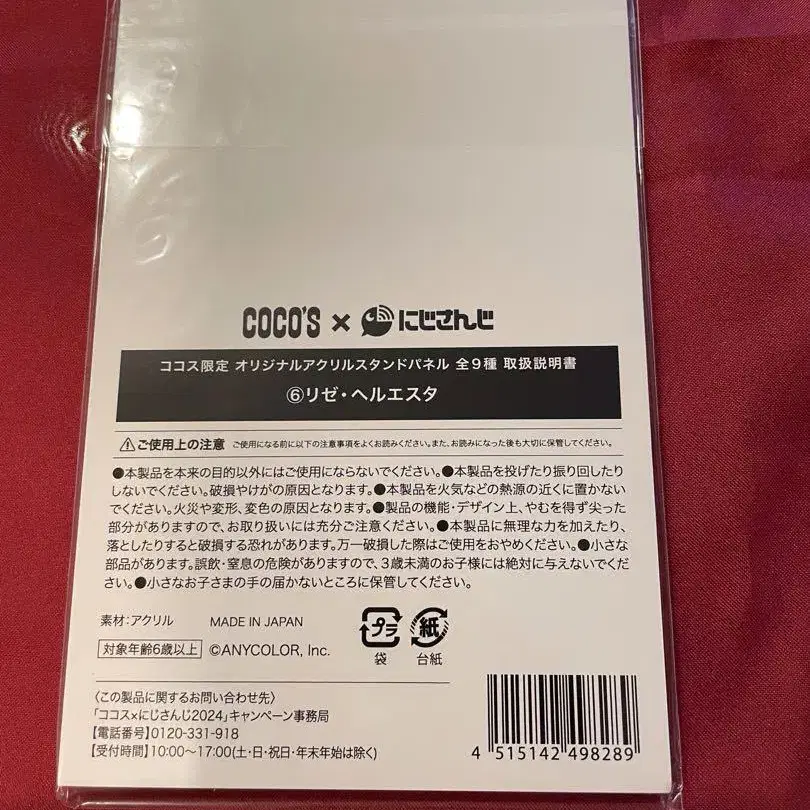 COCO'S × にじさんじ
ココス限定 オリジナルアクリルスタンドパネル 全9種 取扱説明書
⑥リゼ・ヘルエスタ
⚠ご使用上の注意 ご使用になる前に以下の注意事項をよくお読みください。また、お読みになった後も大切に保管してください。
●本製品を本来の目的以外にはご使用にならないでください。●本製品を投げたり振り回したり
しないでください。破損やけがの原因となります。●本製品を火気などの熱源の近くに置かない
でください。火災や変形、変色の原因となります。●製品の機能・デザイン上、やむを得ず尖った
部分がありますので、お取り扱いには充分ご注意ください。●本製品に無理な力を加えたり、
落としたりすると破損する恐れがあります。万一破損した際はご使用をおやめください。●小さな
部品があります。誤飲・窒息の危険がありますので、3歳未満のお子様には絶対に与えないでくだ
さい。●小さなお子さまの手の届かないところに保管してください。
素材:アクリル MADE IN JAPAN
対象年齢6歳以上 ©ANYCOLOR, Inc.
プラ 紙
袋 台紙
〈この製品に関するお問い合わせ先〉
「ココス×にじさんじ2024」キャンペーン事務局
【電話番号】0120-331-918
【受付時間】10:00〜17:00(土・日・祝日・年末年始は除く)
4 515142 498289